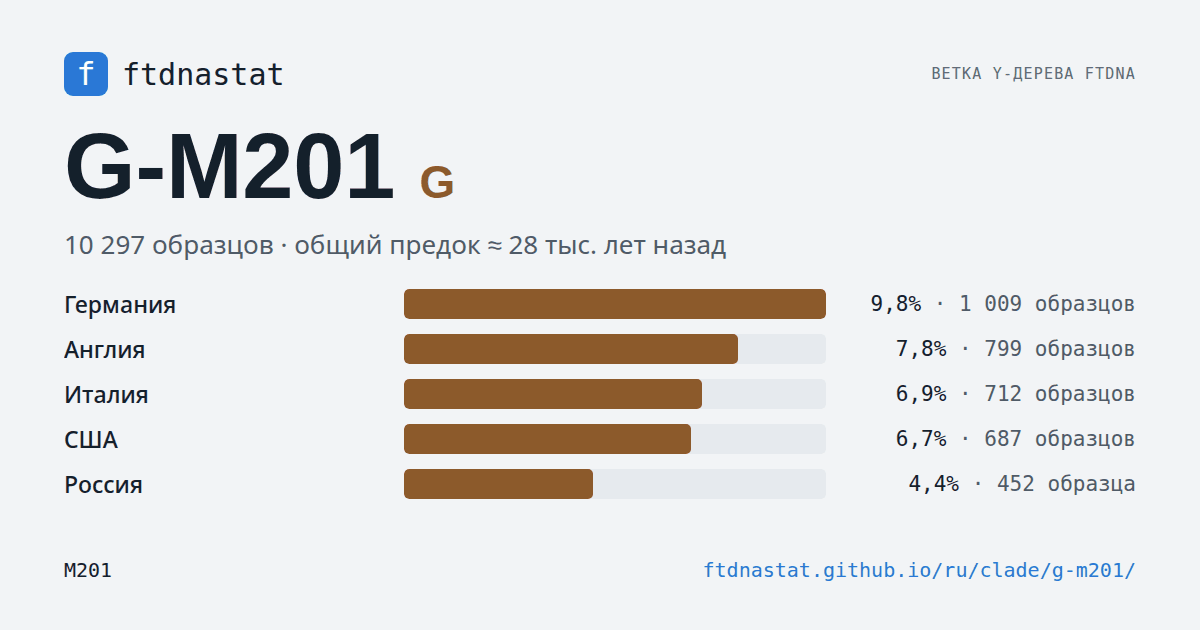 f ftdnastat
ВЕТКА Y-ДЕРЕВА FTDNA
G-M201 G
10 297 образцов · общий предок ≈ 28 тыс. лет назад
Германия 9,8% · 1 009 образцов
Англия 7,8% · 799 образцов
Италия 6,9% · 712 образцов
США 6,7% · 687 образцов
Россия 4,4% · 452 образца
M201
ftdnastat.github.io/ru/clade/g-m201/